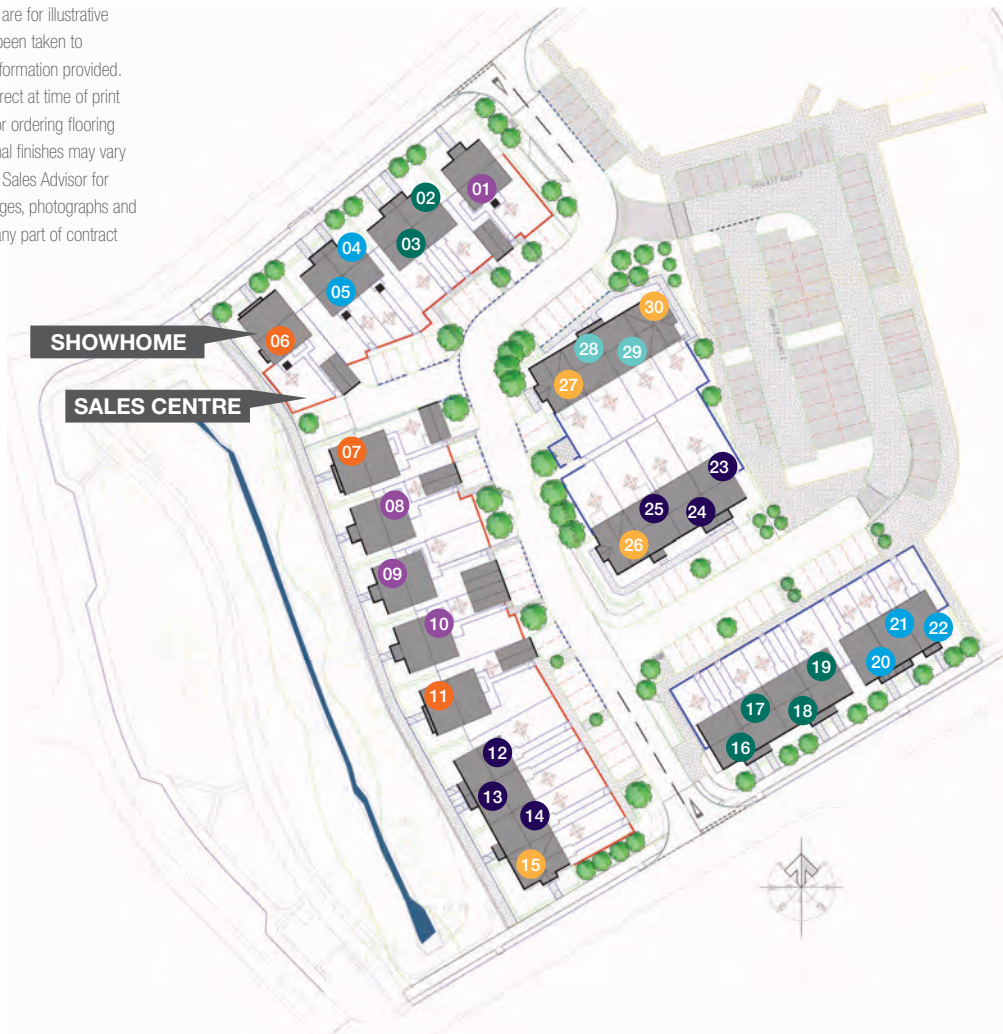 are for illustrative
been taken to
formation provided.
rect at time of print
or ordering flooring
nal finishes may vary
Sales Advisor for
ges, photographs and
any part of contract
01
02
03
04
05
SHOWHOME
06
SALES CENTRE
30
28
29
27
07
23
08
25
24
26
09
10
21
22
20
19
11
17
18
16
12
13
14
15